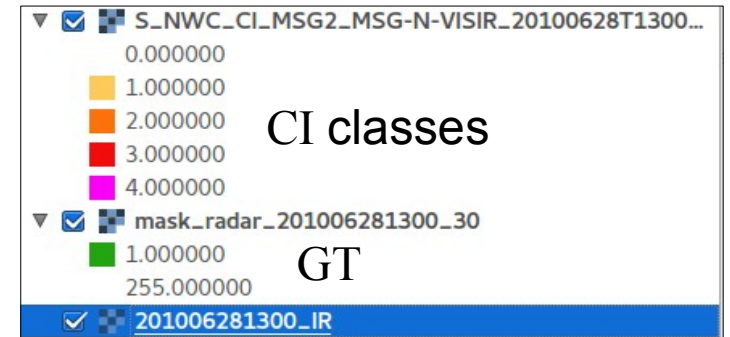 S_NWC_CI_MSG2_MSG-N-VISIR_20100628T1300...
0.000000
1.000000
2.000000
CI classes
3.000000
4.000000
mask_radar_201006281300_30
1.000000
GT
255.000000
201006281300_IR